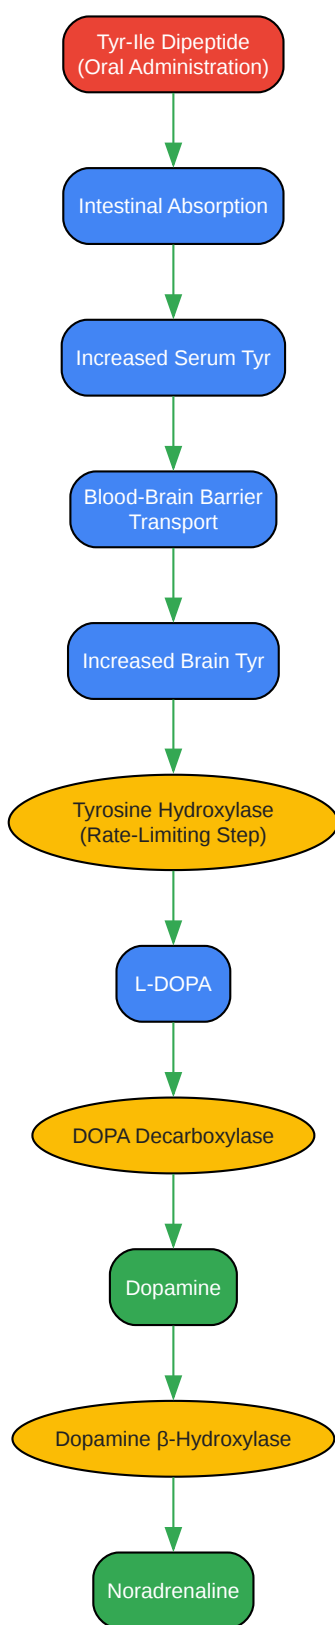 Tyr-Ile Dipeptide
(Oral Administration)
Intestinal Absorption
Increased Serum Tyr
Blood-Brain Barrier
Transport
Increased Brain Tyr
Tyrosine Hydroxylase
(Rate-Limiting Step)
L-DOPA
DOPA Decarboxylase
Dopamine
Dopamine β-Hydroxylase
Noradrenaline